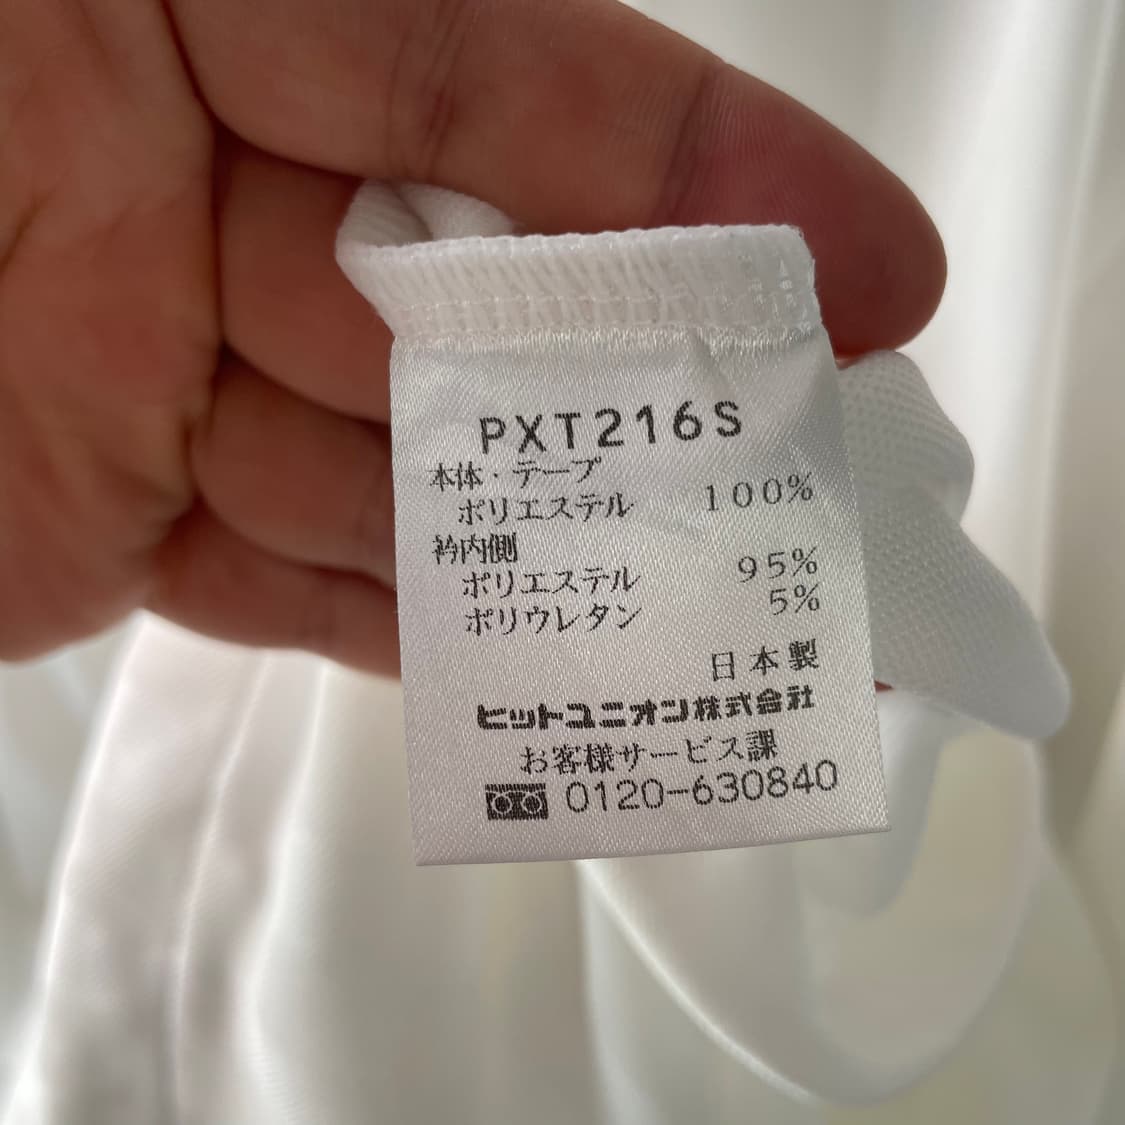 PXT216S
本体・テープ
ポリエステル 100%
衿内側
ポリエステル 95%
ポリウレタン 5%
日本製
ヒットユニオン株式会社
お客様サービス課
0120-630840